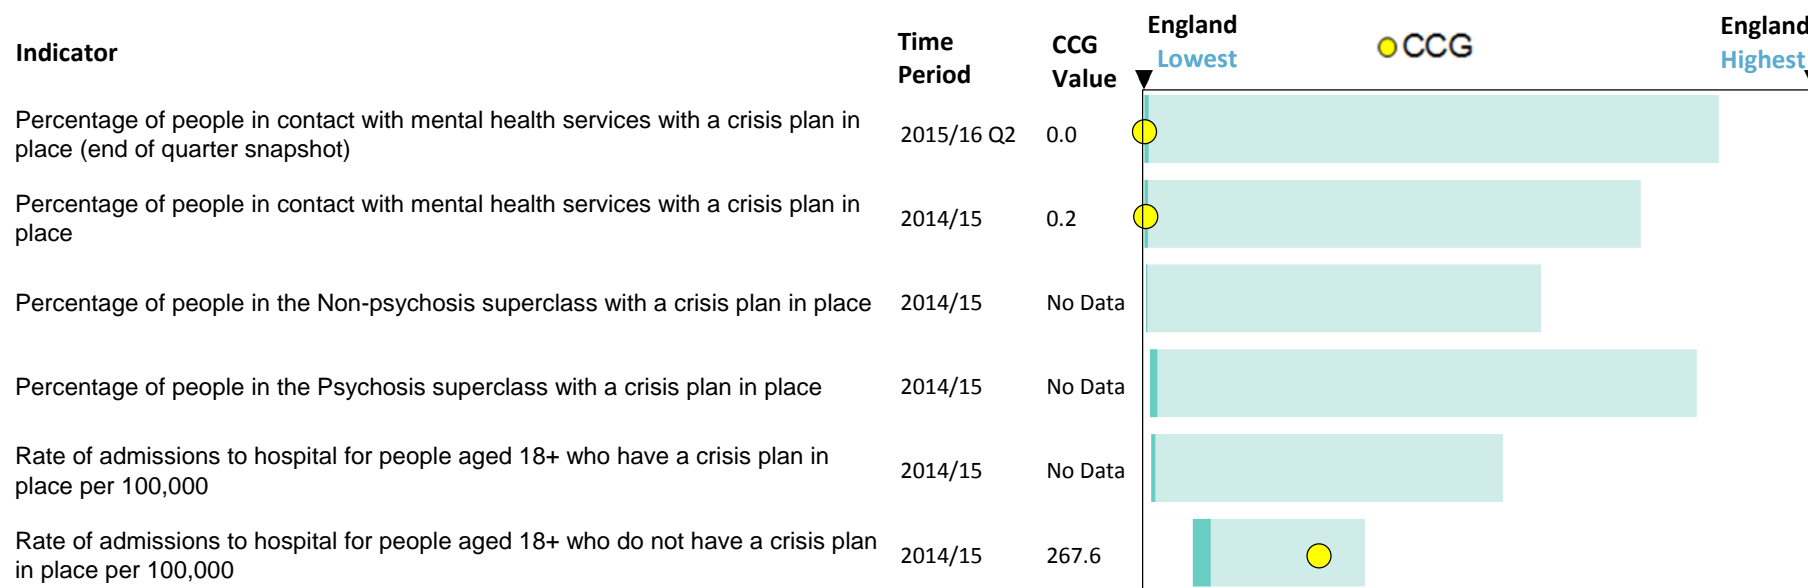 Indicator
Time
Period
CCG
Value
England
Lowest
CCG
England
Highest
Percentage of people in contact with mental health services with a crisis plan in
place (end of quarter snapshot)
2015/16 Q2
0.0
Percentage of people in contact with mental health services with a crisis plan in
place
2014/15
0.2
Percentage of people in the Non-psychosis superclass with a crisis plan in place
2014/15
No Data
Percentage of people in the Psychosis superclass with a crisis plan in place
2014/15
No Data
Rate of admissions to hospital for people aged 18+ who have a crisis plan in
place per 100,000
2014/15
No Data
Rate of admissions to hospital for people aged 18+ who do not have a crisis plan
in place per 100,000
2014/15
267.6